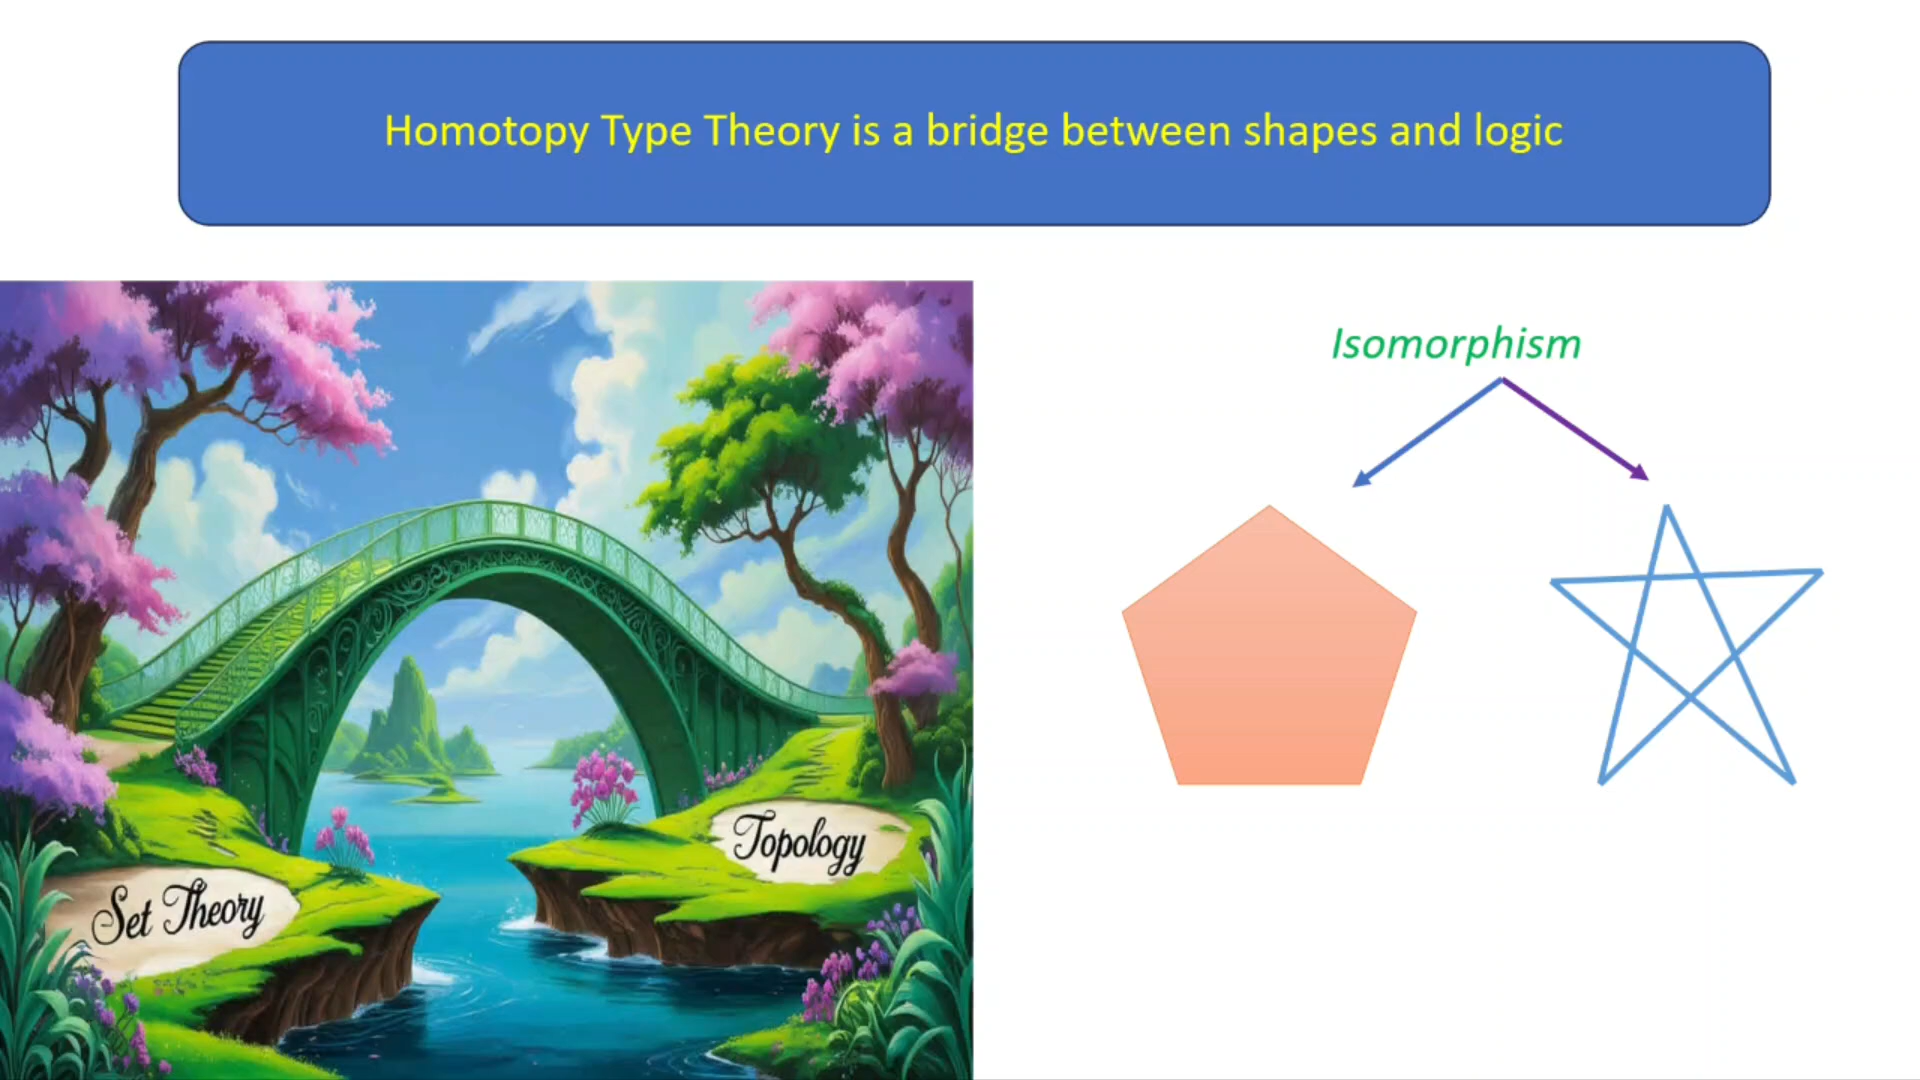 Homotopy Type Theory is a bridge between shapes and logic
Isomorphism
Topology
Set Theory